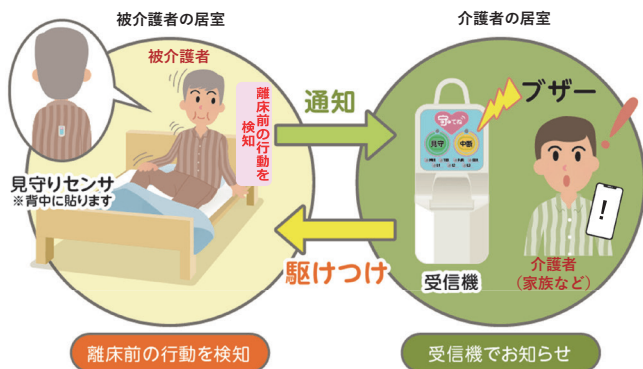 被介護者の居室
介護者の居室
被介護者
離床前の行動を
検知
見守りセンサ
※背中に貼ります
通知
ブザー
見守
中断
!
駆けつけ
受信機
介護者
(家族など)
離床前の行動を検知
受信機でお知らせ